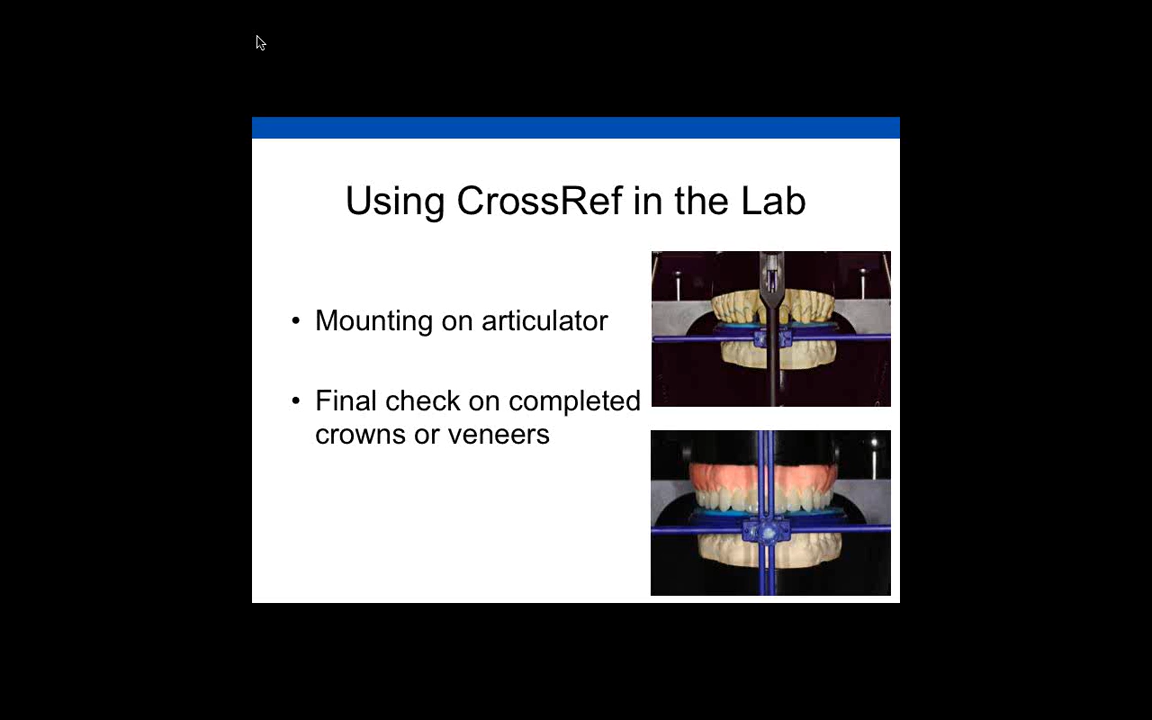 Using CrossRef in the Lab
• Mounting on articulator
• Final check on completed
crowns or veneers